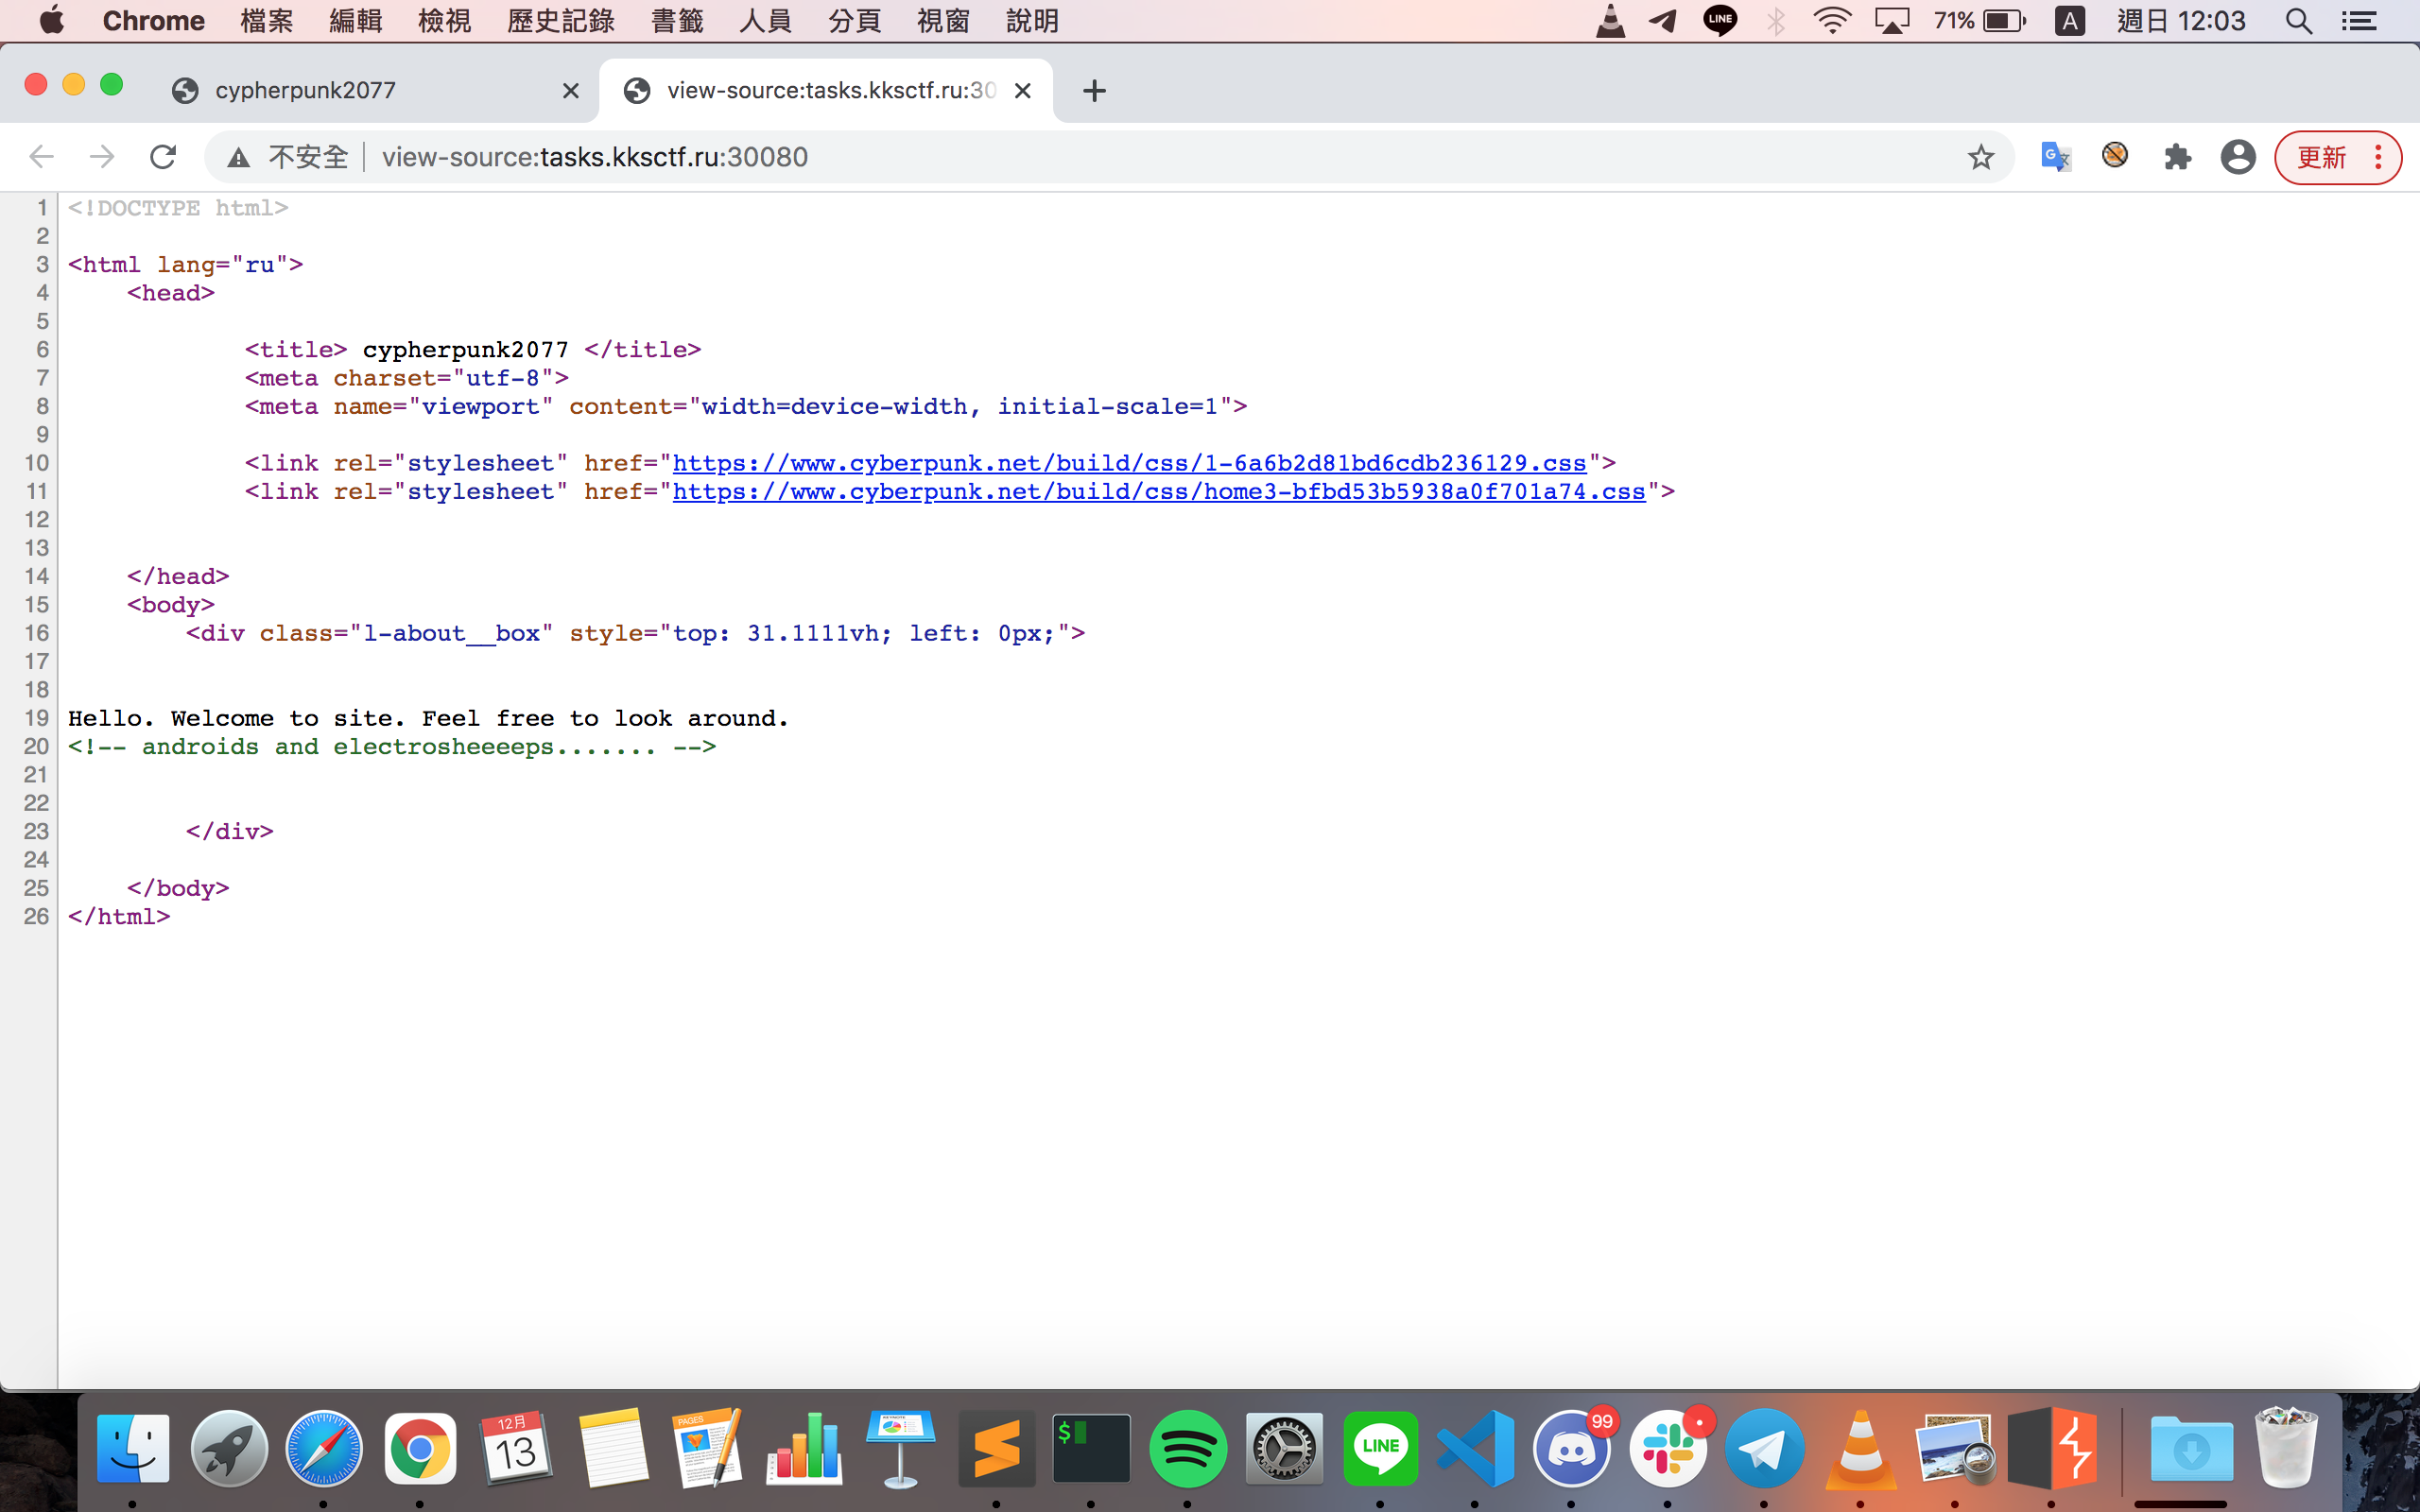 Chrome 檔案 編輯 檢視 歷史記錄 書籤 人員 分頁 視窗 說明 LINE 71% A 週日 12:03
cypherpunk2077 view-source:tasks.kksctf.ru:30
不安全 view-source:tasks.kksctf.ru:30080 更新
1 <!DOCTYPE html>
2
3 <html lang="ru">
4 <head>
5
6 <title> cypherpunk2077 </title>
7 <meta charset="utf-8">
8 <meta name="viewport" content="width=device-width, initial-scale=1">
9
10 <link rel="stylesheet" href="https://www.cyberpunk.net/build/css/1-6a6b2d81bd6cdb236129.css">
11 <link rel="stylesheet" href="https://www.cyberpunk.net/build/css/home3-bfbd53b5938a0f701a74.css">
12
13
14 </head>
15 <body>
16 <div class="l-about__box" style="top: 31.1111vh; left: 0px;">
17
18
19 Hello. Welcome to site. Feel free to look around.
20 <!-- androids and electrosheeeeps....... -->
21
22
23 </div>
24
25 </body>
26 </html>
12月
13
PAGES
KEYNOTE
$
LINE
99